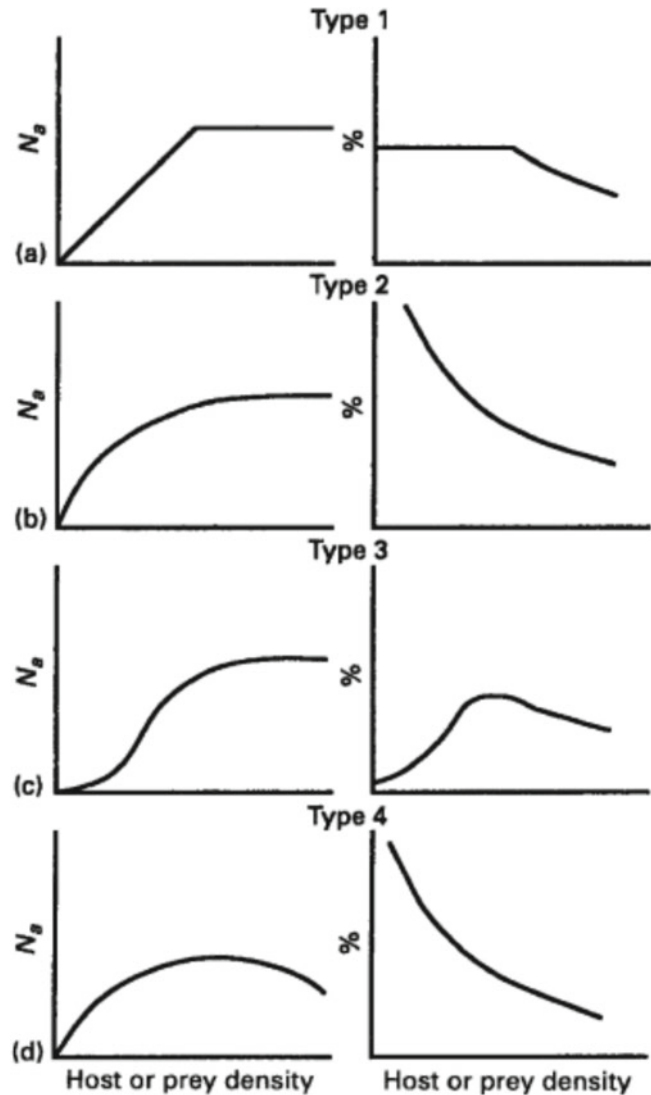 Type 1
Nₐ
%
(a)
Type 2
Nₐ
%
(b)
Type 3
Nₐ
%
(c)
Type 4
Nₐ
%
(d)
Host or prey density Host or prey density